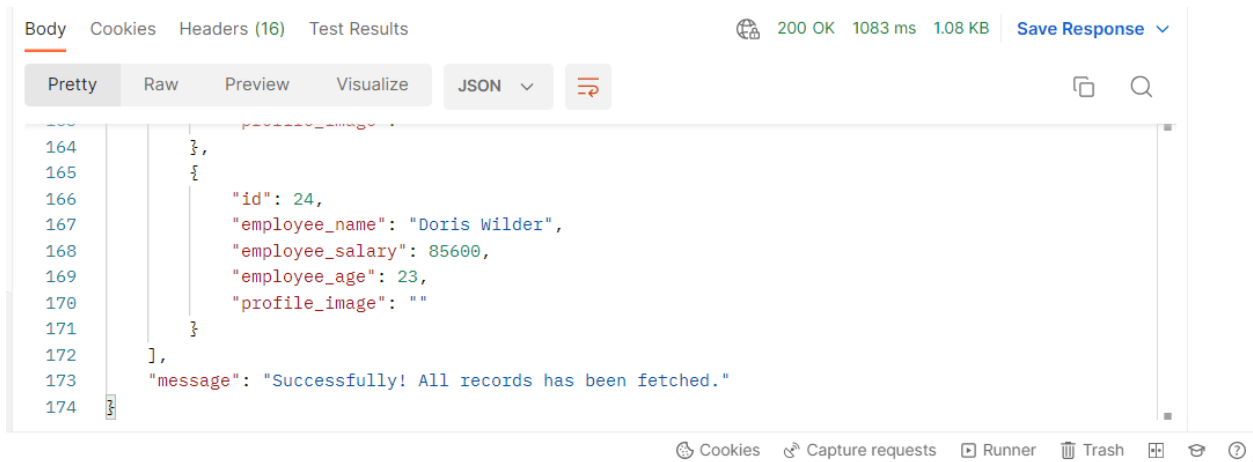 Body Cookies Headers (16) Test Results 200 OK 1083 ms 1.08 KB Save Response
Pretty Raw Preview Visualize JSON
164 },
165 {
166 "id": 24,
167 "employee_name": "Doris Wilder",
168 "employee_salary": 85600,
169 "employee_age": 23,
170 "profile_image": ""
171 }
172 ],
173 "message": "Successfully! All records has been fetched."
174 }
Cookies Capture requests Runner Trash